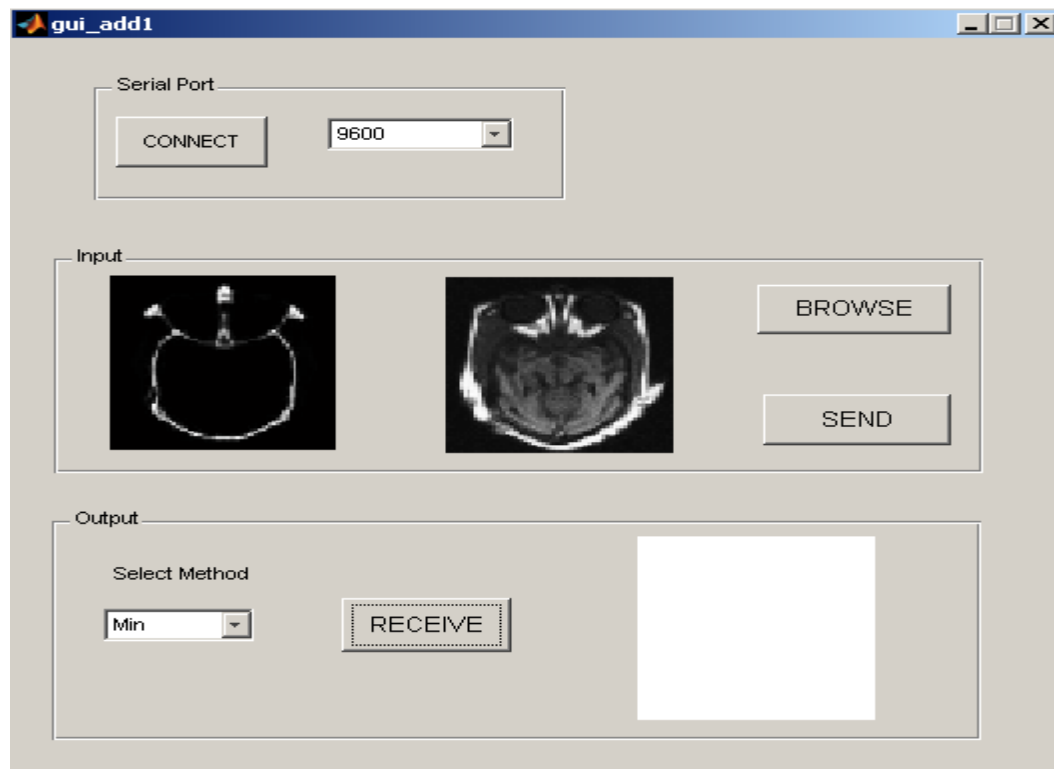 gui_add1
Serial Port
CONNECT
9600
Input
BROWSE
SEND
Output
Select Method
Min
RECEIVE